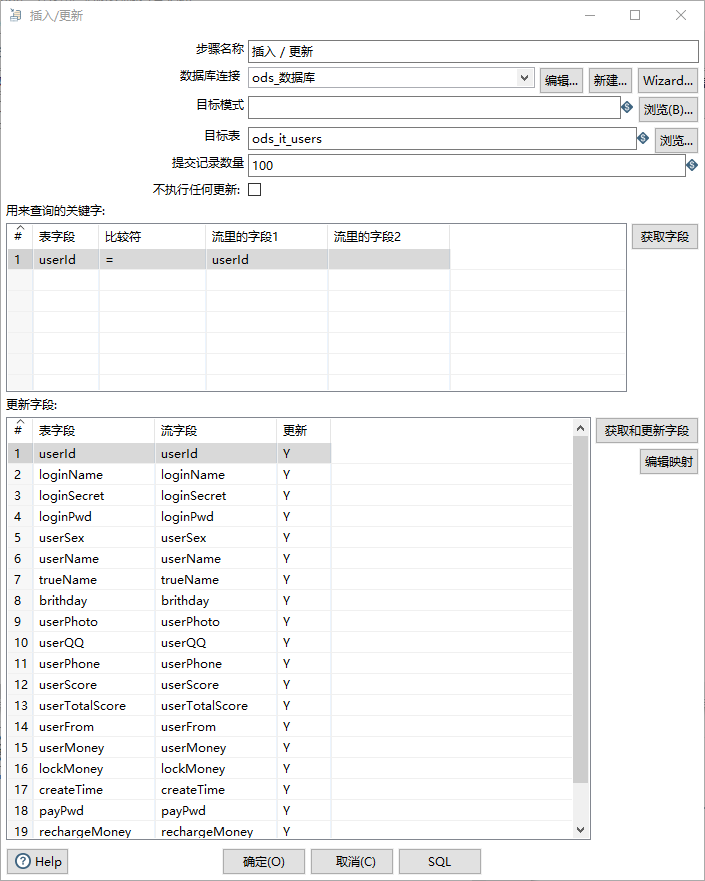 插入/更新
步骤名称 插入 / 更新
数据库连接 ods_数据库 编辑... 新建... Wizard...
目标模式 浏览(B)...
目标表 ods_it_users 浏览...
提交记录数量 100
不执行任何更新:
用来查询的关键字:
# 表字段 比较符 流里的字段1 流里的字段2 获取字段
1 userId = userId
更新字段:
# 表字段 流字段 更新 获取和更新字段
1 userId userId Y
编辑映射
2 loginName loginName Y
3 loginSecret loginSecret Y
4 loginPwd loginPwd Y
5 userSex userSex Y
6 userName userName Y
7 trueName trueName Y
8 brithday brithday Y
9 userPhoto userPhoto Y
10 userQQ userQQ Y
11 userPhone userPhone Y
12 userScore userScore Y
13 userTotalScore userTotalScore Y
14 userFrom userFrom Y
15 userMoney userMoney Y
16 lockMoney lockMoney Y
17 createTime createTime Y
18 payPwd payPwd Y
19 rechargeMoney rechargeMoney Y
Help 确定(O) 取消(C) SQL